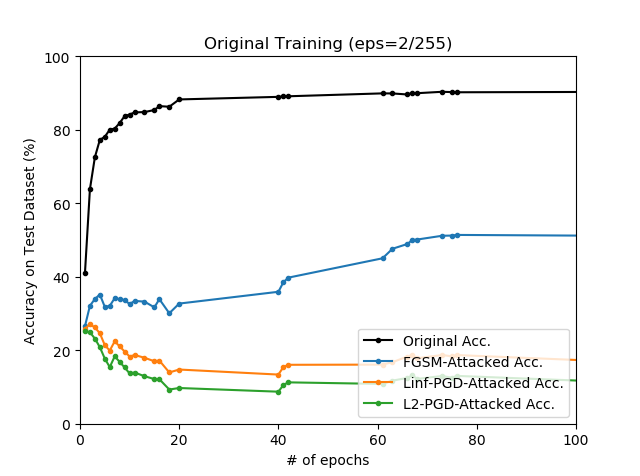 Original Training (eps=2/255)
Accuracy on Test Dataset (%)
100
80
60
40
20
0
0 20 40 60 80 100
# of epochs
Original Acc.
FGSM-Attacked Acc.
Linf-PGD-Attacked Acc.
L2-PGD-Attacked Acc.